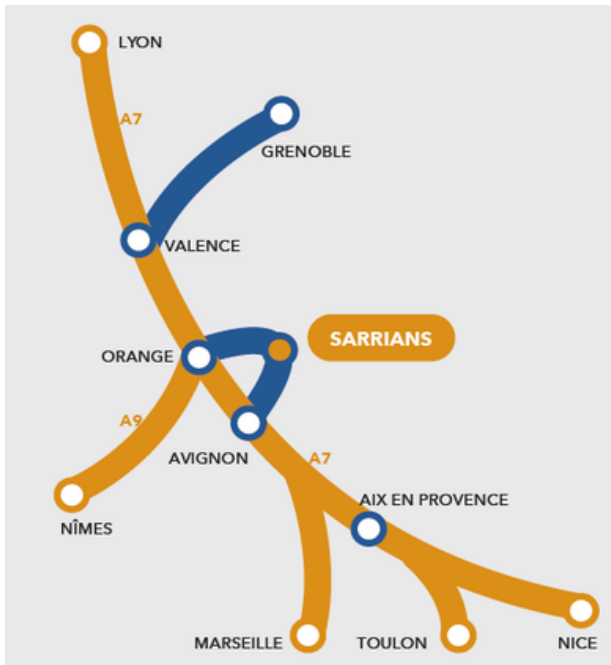 LYON
A7
GRENOBLE
VALENCE
SARRIANS
ORANGE
A9
AVIGNON
A7
AIX EN PROVENCE
NÎMES
MARSEILLE
TOULON
NICE